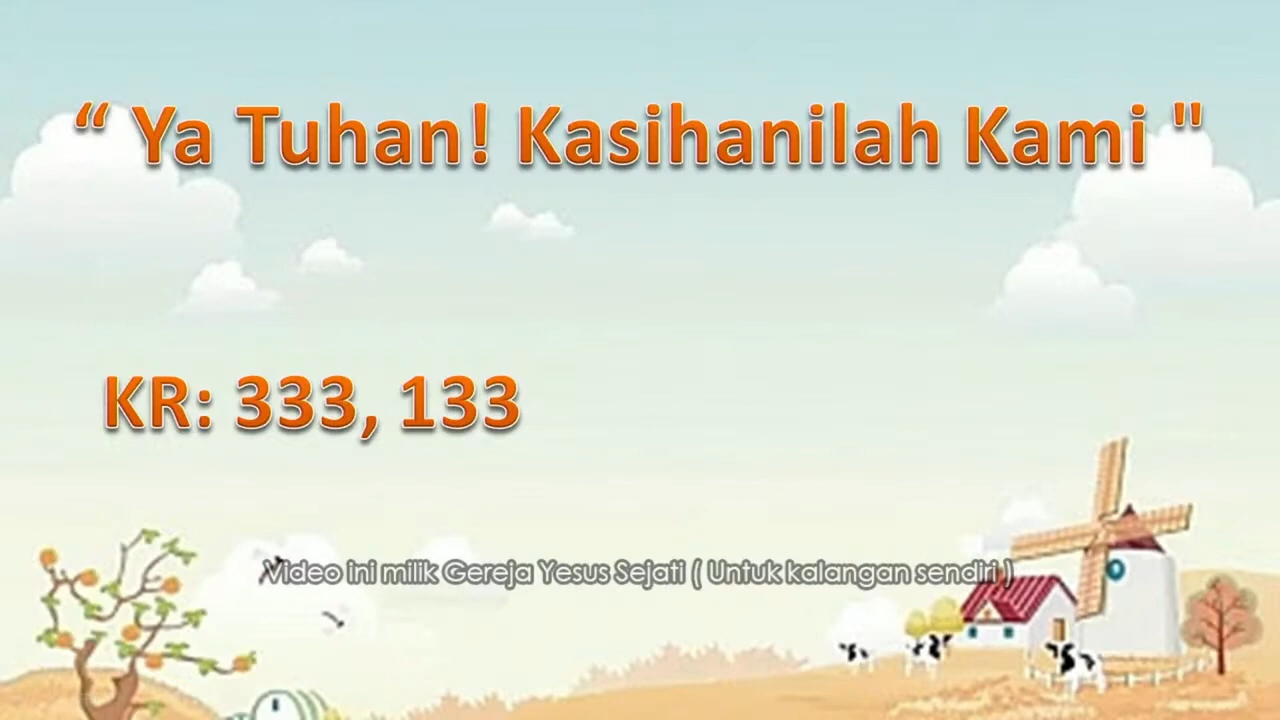 “ Ya Tuhan! Kasihanilah Kami "
KR: 333, 133
Video ini milik Gereja Yesus Sejati ( Untuk kalangan sendiri )